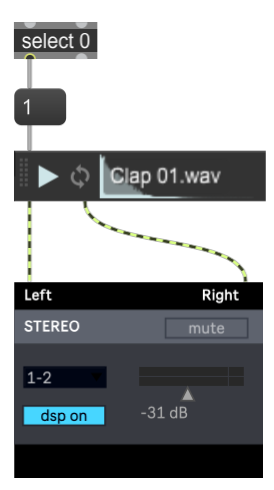 select 0
1
Clap 01.wav
Left Right
STEREO mute
1-2
dsp on -31 dB